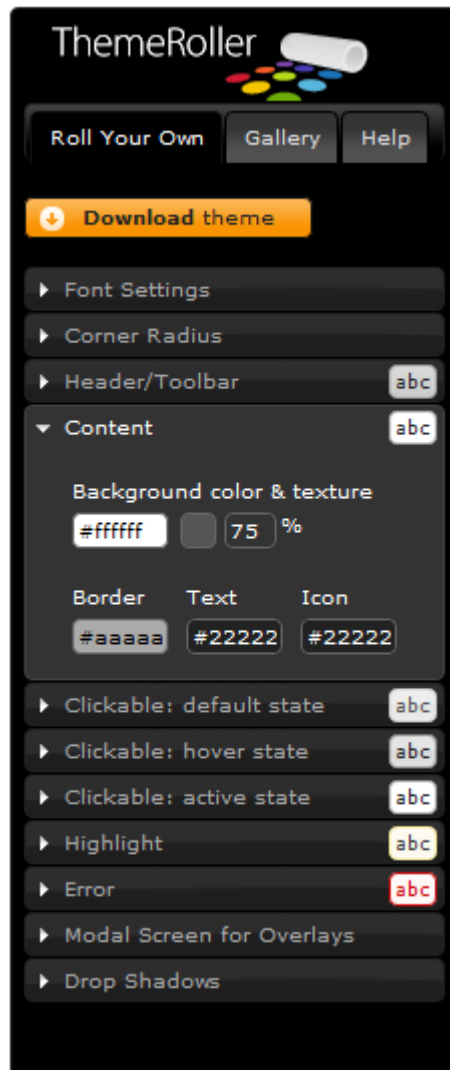 ThemeRoller
Roll Your Own Gallery Help
Download theme
Font Settings
Corner Radius
Header/Toolbar abc
Content abc
Background color & texture
#ffffff 75 %
Border Text Icon
#aaaaa #22222 #22222
Clickable: default state abc
Clickable: hover state abc
Clickable: active state abc
Highlight abc
Error abc
Modal Screen for Overlays
Drop Shadows